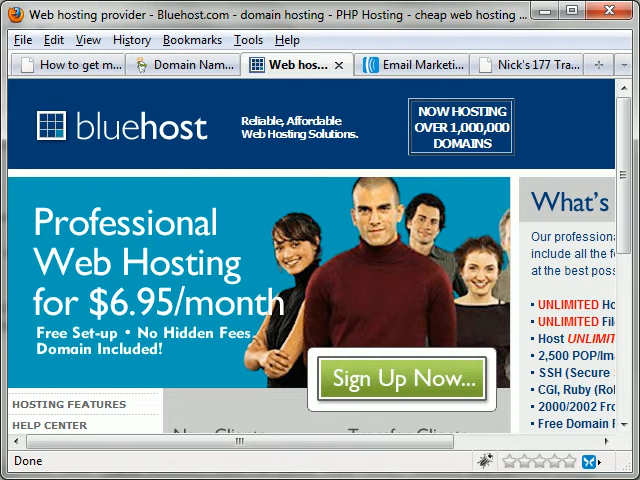 Web hosting provider - Bluehost.com - domain hosting - PHP Hosting - cheap web hosting ...
File Edit View History Bookmarks Tools Help
How to get m... Domain Nam... Web hos... Email Marketi... Nick's 177 Tra...
bluehost
Reliable, Affordable
Web Hosting Solutions.
NOW HOSTING
OVER 1,000,000
DOMAINS
Professional
Web Hosting
for $6.95/month
Free Set-up • No Hidden Fees
Domain Included!
Sign Up Now...
What's
Our professiona
include all the f
at the best poss
UNLIMITED Ho
UNLIMITED Fil
Host UNLIMIT
2,500 POP/Ima
SSH (Secure
CGI, Ruby (Rol
2000/2002 Fro
Free Domain
HOSTING FEATURES
HELP CENTER
Done